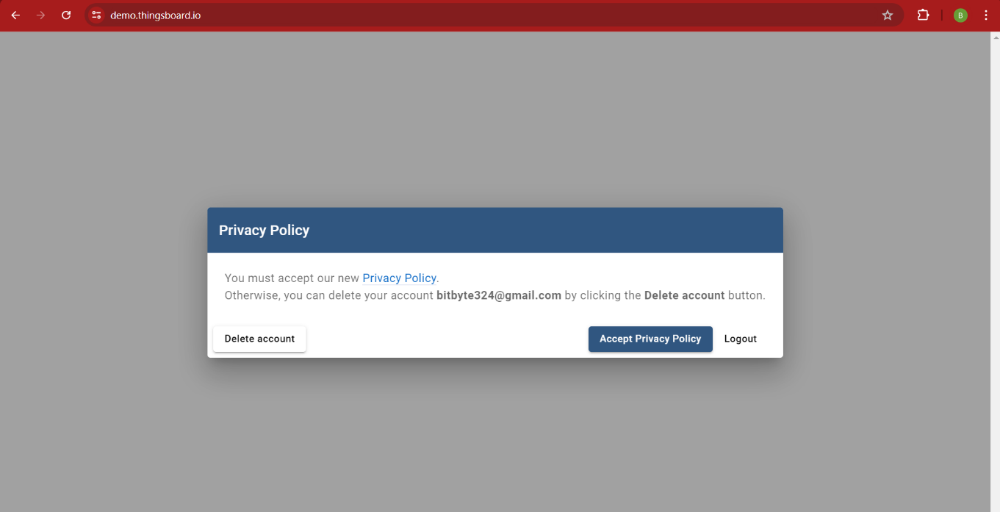 demo.thingsboard.io
B
Privacy Policy
You must accept our new Privacy Policy.
Otherwise, you can delete your account bitbyte324@gmail.com by clicking the Delete account button.
Delete account
Accept Privacy Policy
Logout